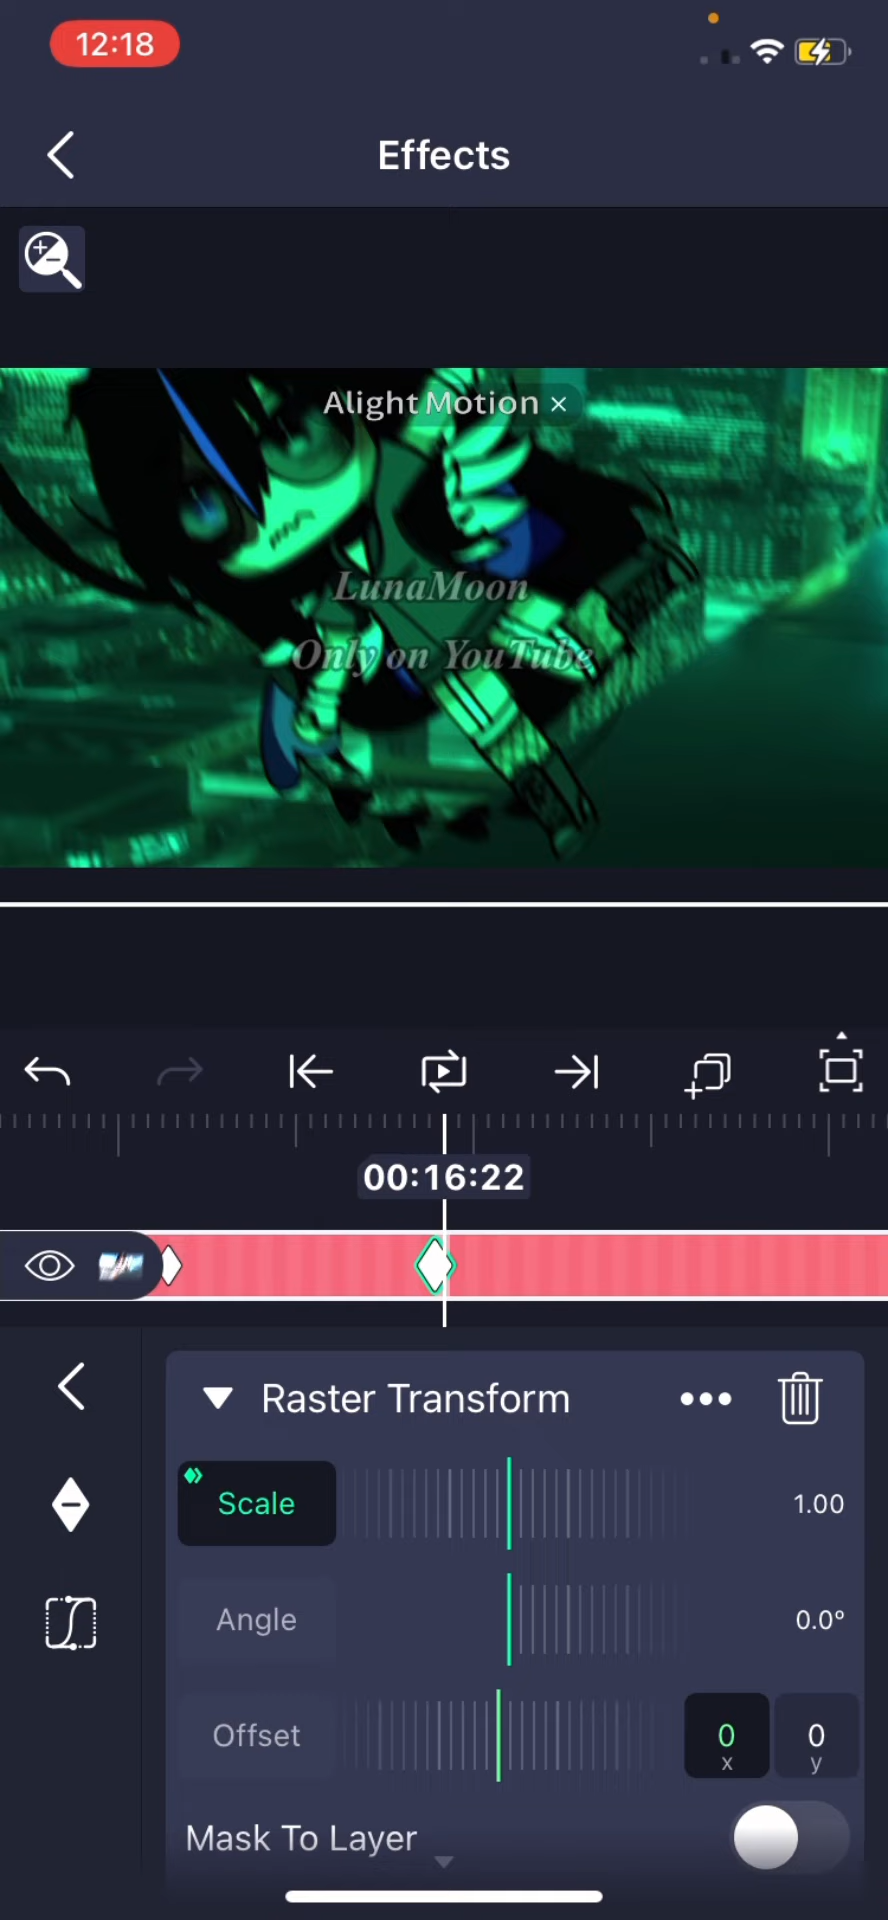 12:18
Effects
Alight Motion ×
LunaMoon
Only on YouTube
00:16:22
Raster Transform
Scale
1.00
Angle
0.0º
Offset
0
x
0
y
Mask To Layer